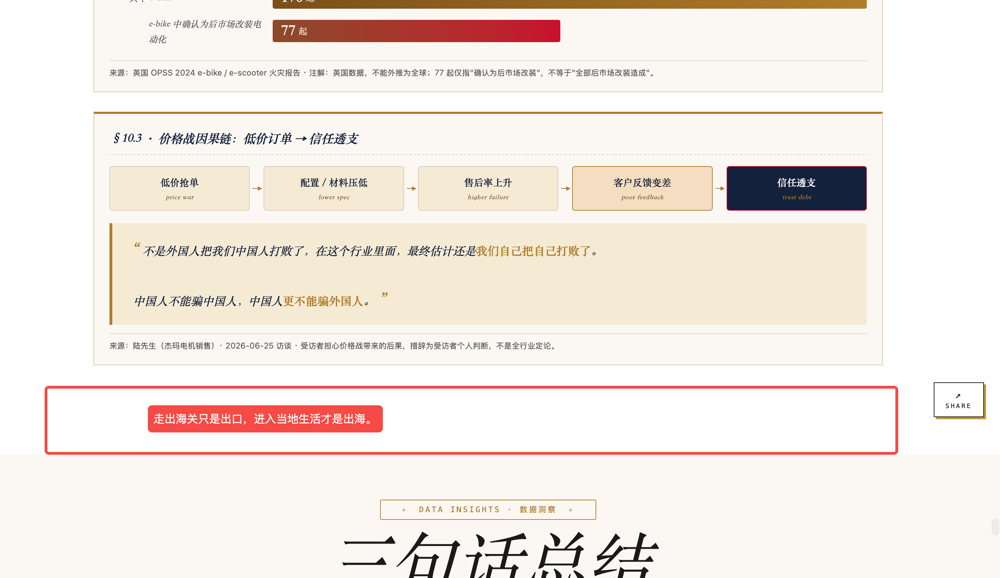 e-bike 中确认为后市场改装电
动化
77 起
来源：英国 OPSS 2024 e-bike / e-scooter 火灾报告 · 注解：英国数据，不能外推为全球；77 起仅指"确认为后市场改装"，不等于"全部后市场改装造成"。
§ 10.3 · 价格战因果链：低价订单 → 信任透支
低价抢单
price war
→
配置 / 材料压低
lower spec
→
售后率上升
higher failure
→
客户反馈变差
poor feedback
→
信任透支
trust debt
“ 不是外国人把我们中国人打败了，在这个行业里面，最终估计还是我们自己把自己打败了。
中国人不能骗中国人，中国人更不能骗外国人。 ”
来源：陆先生（杰玛电机销售）· 2026-06-25 访谈 · 受访者担心价格战带来的后果，措辞为受访者个人判断，不是全行业定论。
↗
SHARE
走出海关只是出口，进入当地生活才是出海。
✦ DATA INSIGHTS · 数据洞察 ✦
三句话总结